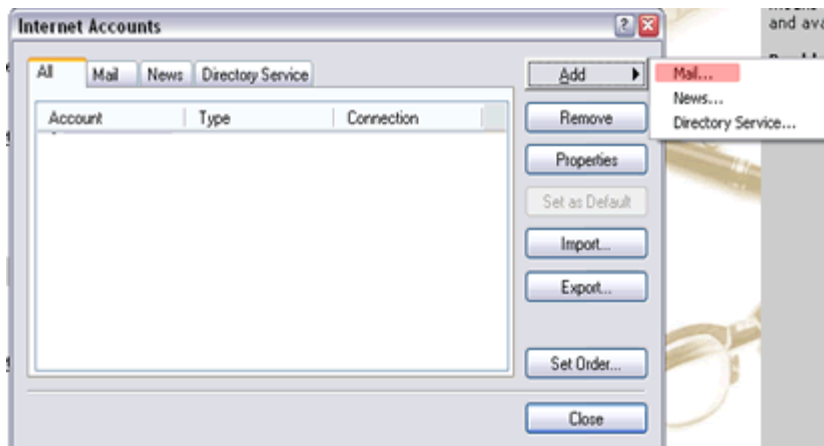 Internet Accounts
and ava
All Mail News Directory Service
Add
Mail...
News...
Directory Service...
Account Type Connection
Remove
Properties
Set as Default
Import...
Export...
Set Order...
Close